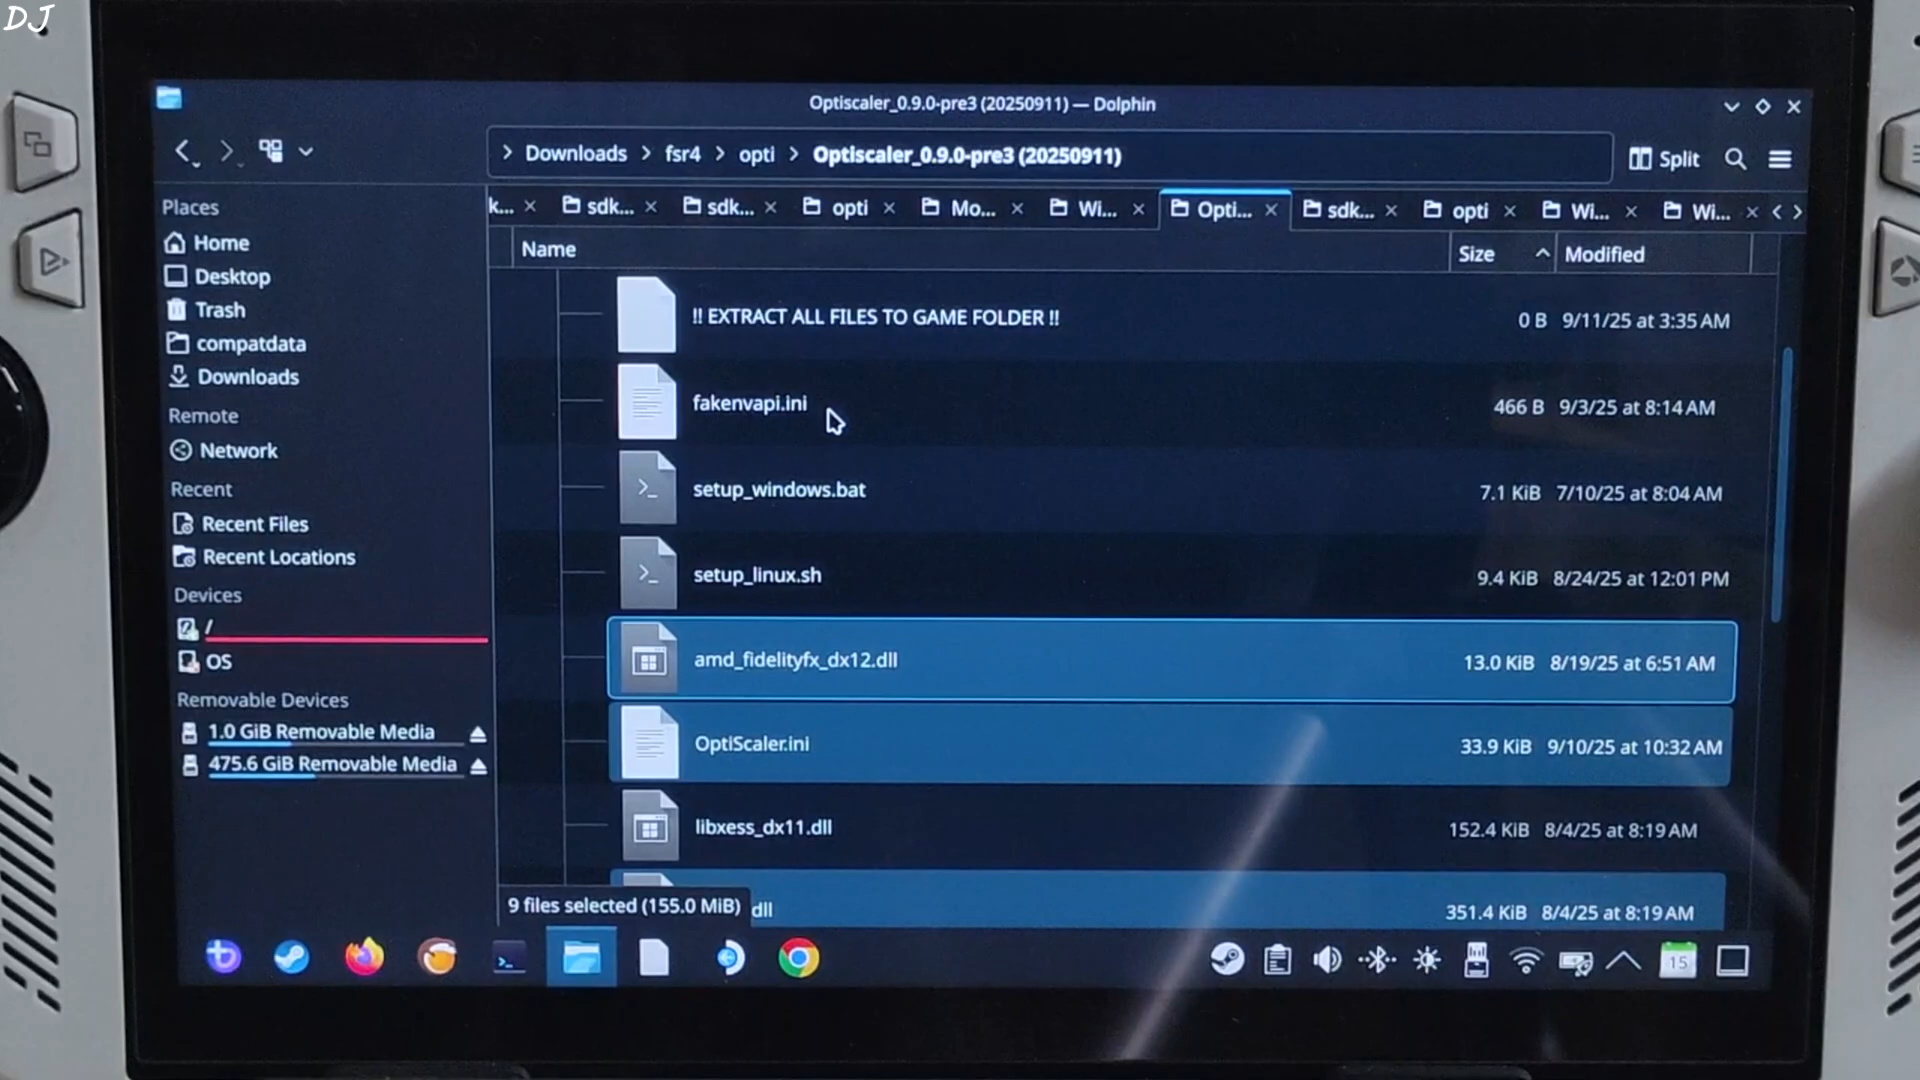 DJ
Optiscaler_0.9.0-pre3 (20250911) — Dolphin
Downloads fsr4 opti Optiscaler_0.9.0-pre3 (20250911)
Split
k... sdk... sdk... opti Mo... Wi... Opti... sdk... opti Wi... Wi...
Places
Home
Desktop
Trash
compatdata
Downloads
Remote
Network
Recent
Recent Files
Recent Locations
Devices
/
OS
Removable Devices
1.0 GiB Removable Media
475.6 GiB Removable Media
Name Size Modified
!! EXTRACT ALL FILES TO GAME FOLDER !! 0 B 9/11/25 at 3:35 AM
fakenvapi.ini 466 B 9/3/25 at 8:14 AM
setup_windows.bat 7.1 KiB 7/10/25 at 8:04 AM
setup_linux.sh 9.4 KiB 8/24/25 at 12:01 PM
amd_fidelityfx_dx12.dll 13.0 KiB 8/19/25 at 6:51 AM
OptiScaler.ini 33.9 KiB 9/10/25 at 10:32 AM
libxess_dx11.dll 152.4 KiB 8/4/25 at 8:19 AM
dll 351.4 KiB 8/4/25 at 8:19 AM
9 files selected (155.0 MiB)
15